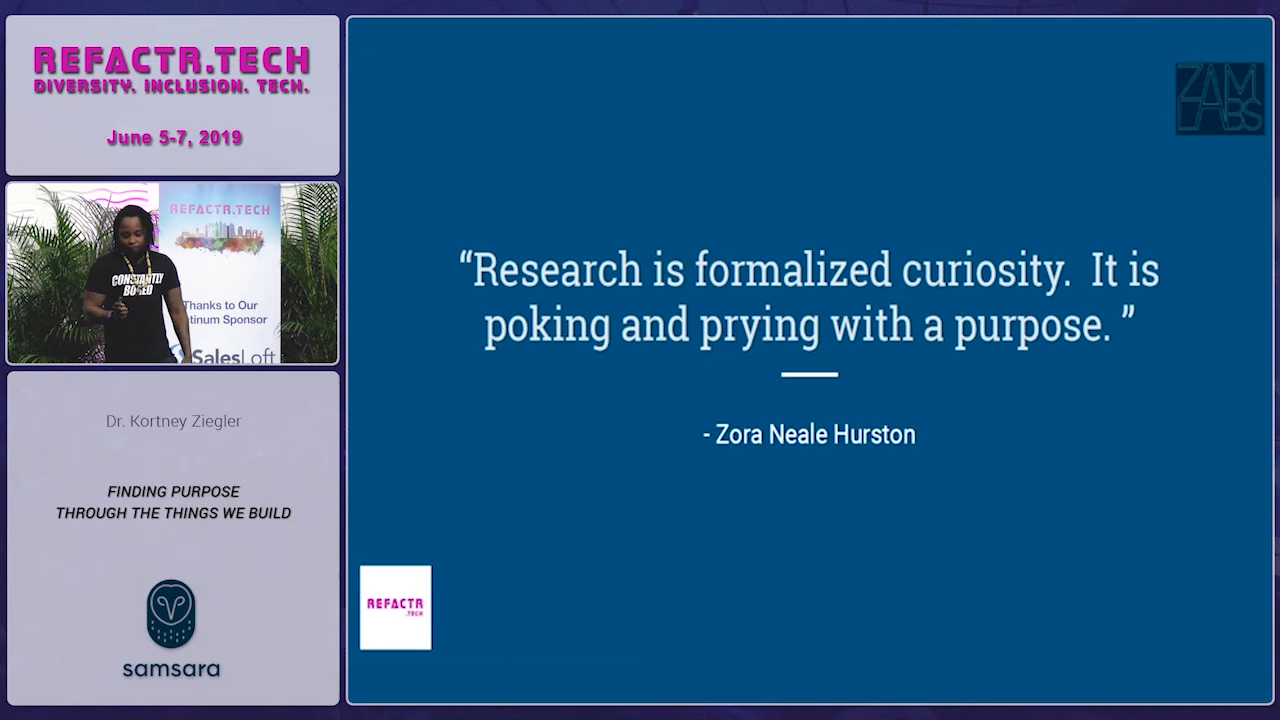 REFACTR.TECH
DIVERSITY. INCLUSION. TECH.
June 5-7, 2019
REFACTR.TECH
CONSTANTLY
Thanks to Our
tinum Sponsor
SalesLoft
Dr. Kortney Ziegler
FINDING PURPOSE
THROUGH THE THINGS WE BUILD
samsara
ZAM
LABS
“Research is formalized curiosity. It is
poking and prying with a purpose. ”
- Zora Neale Hurston
REFACTR
.TECH